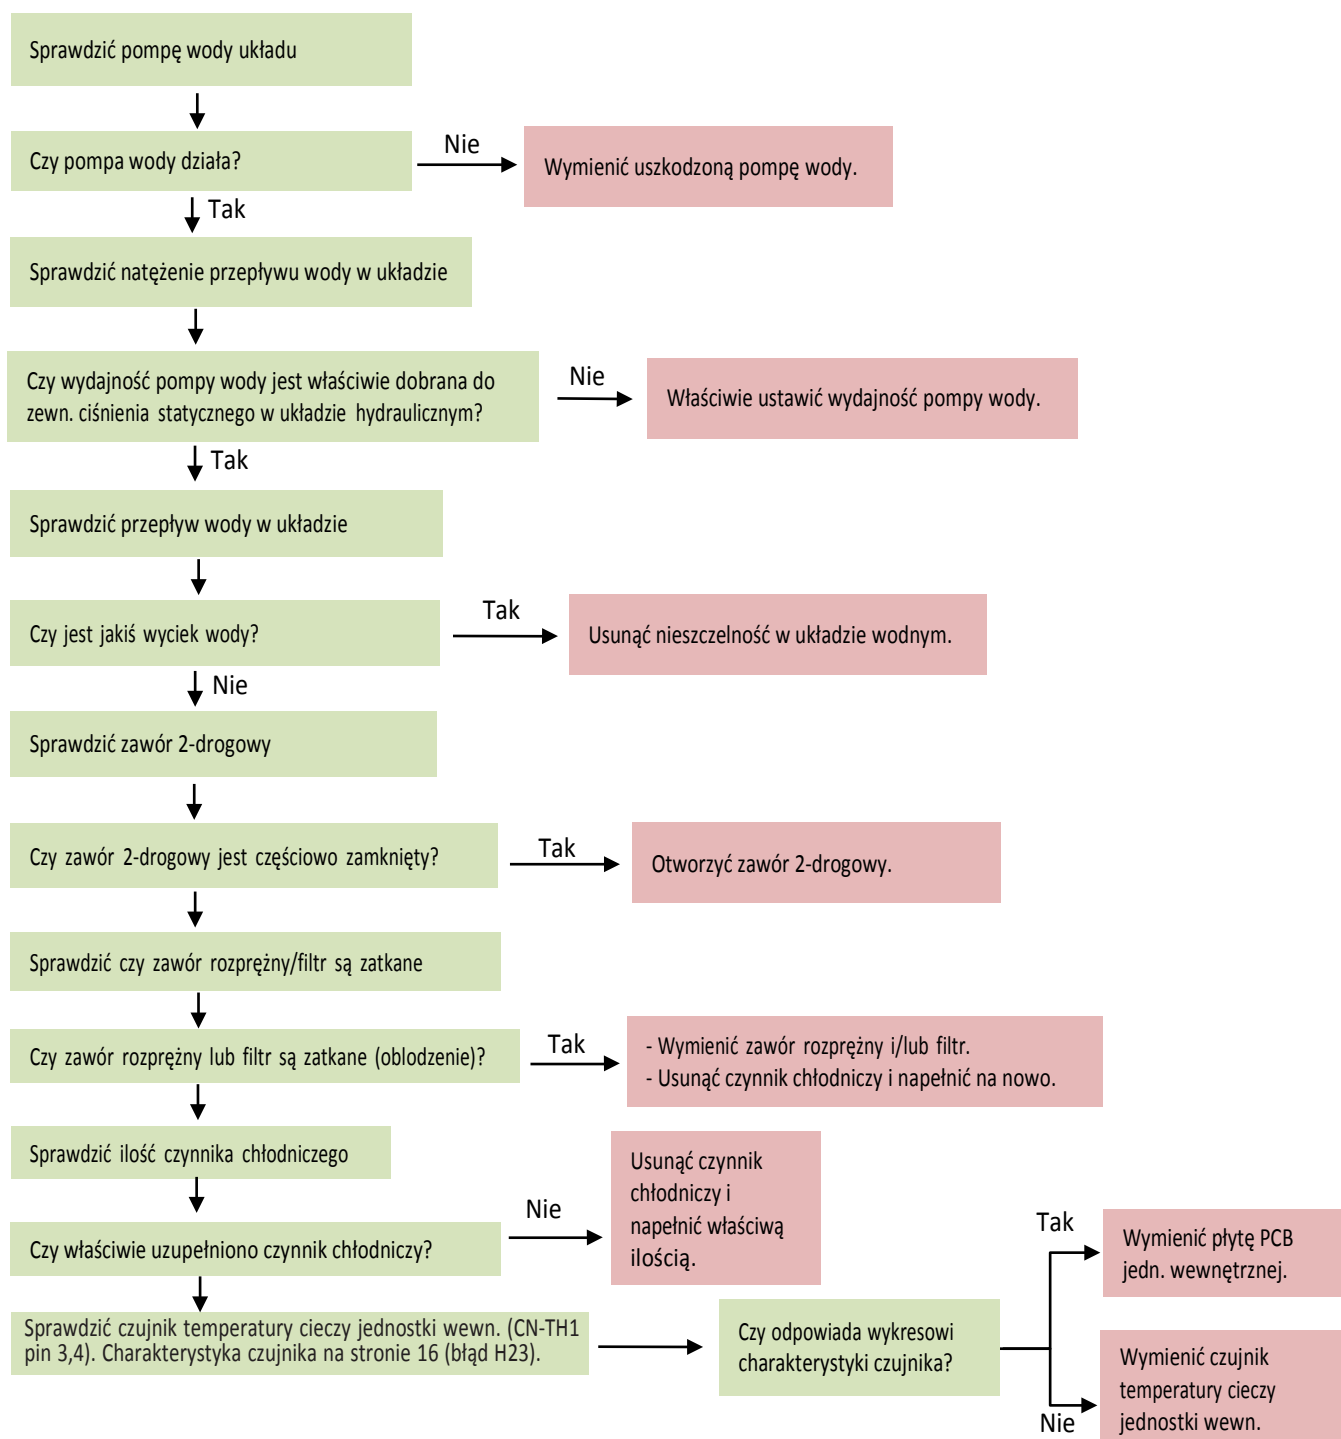 Sprawdzić pompę wody układu
Czy pompa wody działa?
Nie
Wymienić uszkodzoną pompę wody.
Tak
Sprawdzić natężenie przepływu wody w układzie
Czy wydajność pompy wody jest właściwie dobrana do
zewn. ciśnienia statycznego w układzie hydraulicznym?
Nie
Właściwie ustawić wydajność pompy wody.
Tak
Sprawdzić przepływ wody w układzie
Czy jest jakiś wyciek wody?
Tak
Usunąć nieszczelność w układzie wodnym.
Nie
Sprawdzić zawór 2-drogowy
Czy zawór 2-drogowy jest częściowo zamknięty?
Tak
Otworzyć zawór 2-drogowy.
Sprawdzić czy zawór rozprężny/filtr są zatkane
Czy zawór rozprężny lub filtr są zatkane (oblodzenie)?
Tak
- Wymienić zawór rozprężny i/lub filtr.
- Usunąć czynnik chłodniczy i napełnić na nowo.
Sprawdzić ilość czynnika chłodniczego
Czy właściwie uzupełniono czynnik chłodniczy?
Nie
Usunąć czynnik
chłodniczy i
napełnić właściwą
ilością.
Sprawdzić czujnik temperatury cieczy jednostki wewn. (CN-TH1
pin 3,4). Charakterystyka czujnika na stronie 16 (błąd H23).
Czy odpowiada wykresowi
charakterystyki czujnika?
Tak
Wymienić płytę PCB
jedn. wewnętrznej.
Nie
Wymienić czujnik
temperatury cieczy
jednostki wewn.